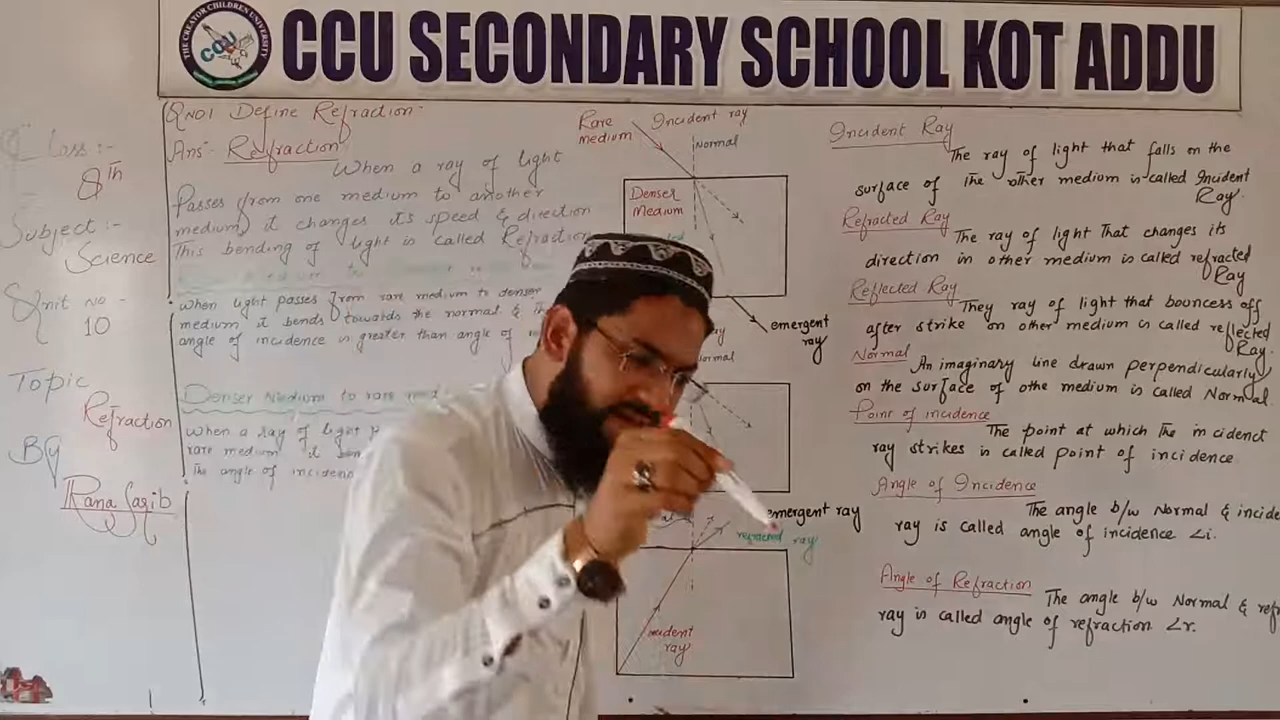 THE CREATOR CHILDREN UNIVERSITY
CCU
CCU SECONDARY SCHOOL KOT ADDU
Class :-
8th
Subject :-
Science
Unit No -
10
Topic
Refraction
By
Rana Saqib
QNO1 Define Refraction.
Ans:- Refraction
When a ray of light
Passes from one medium to another
medium, it changes its speed & direction
This bending of light is called Refraction
When light passes from rare medium to denser
medium it bends towards the normal &
angle of incidence is greater than angle of
Denser Medium to rare
When a ray of light
rare medium it
The angle of
Rare
medium
Incident ray
Normal
Denser
Medium
emergent
ray
Normal
emergent ray
refracted ray
ray
Incident Ray
The ray of light that falls on the
surface of the other medium is called Incident
Ray.
Refracted Ray
The ray of light That changes its
direction in other medium is called refracted
Ray
Reflected Ray
They ray of light that bouncess off
after strike on other medium is called reflected
Ray.
Normal An imaginary line drawn perpendicularly
on the surface of othe medium is called Normal.
Point of incidence
The point at which The incidenct
ray strikes is called point of incidence.
Angle of Incidence
The angle b/w Normal & incide
ray is called angle of incidence ∠i.
Angle of Refraction
The angle b/w Normal & refr
ray is called angle of refraction ∠r.